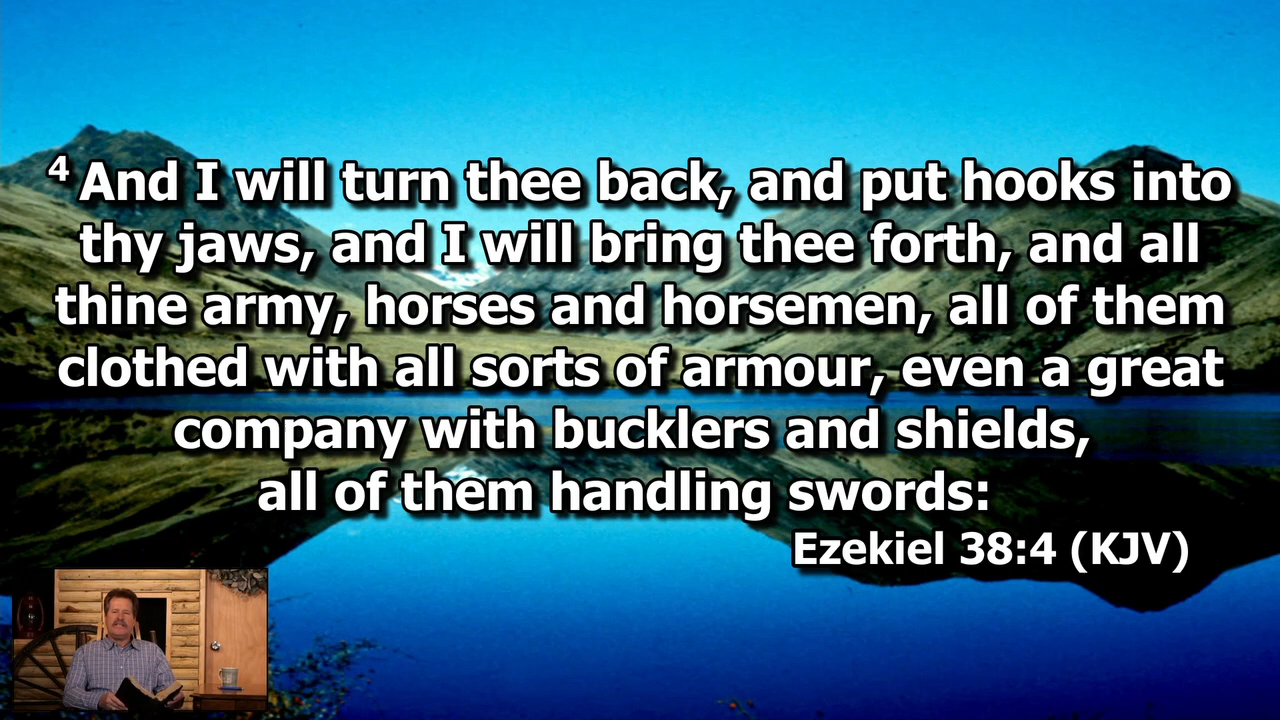 4 And I will turn thee back, and put hooks into
thy jaws, and I will bring thee forth, and all
thine army, horses and horsemen, all of them
clothed with all sorts of armour, even a great
company with bucklers and shields,
all of them handling swords:
Ezekiel 38:4 (KJV)